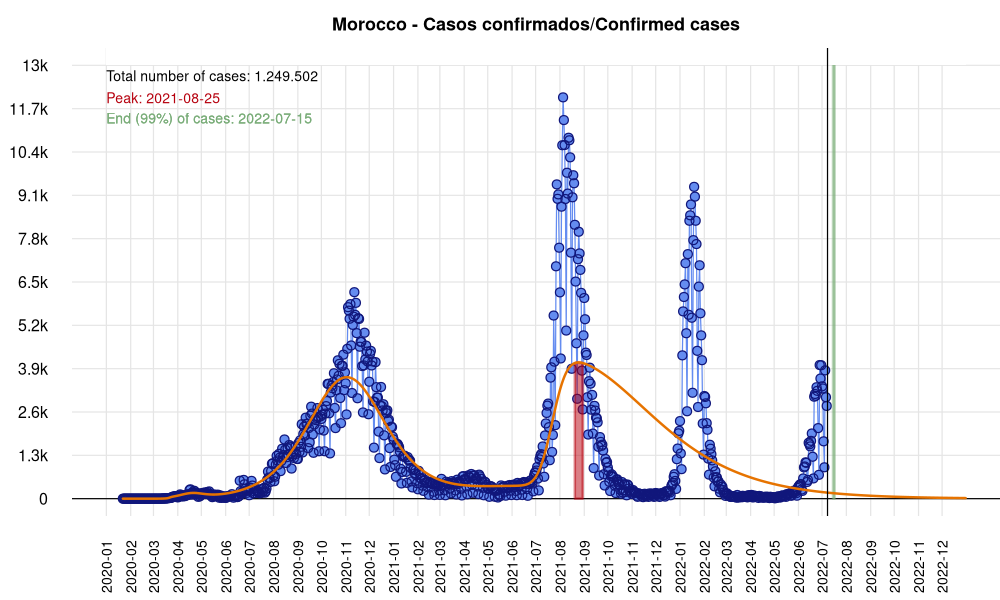 Morocco - Casos confirmados/Confirmed cases
Total number of cases: 1.249.502
Peak: 2021-08-25
End (99%) of cases: 2022-07-15
13k
11.7k
10.4k
9.1k
7.8k
6.5k
5.2k
3.9k
2.6k
1.3k
0
2020-01
2020-02
2020-03
2020-04
2020-05
2020-06
2020-07
2020-08
2020-09
2020-10
2020-11
2020-12
2021-01
2021-02
2021-03
2021-04
2021-05
2021-06
2021-07
2021-08
2021-09
2021-10
2021-11
2021-12
2022-01
2022-02
2022-03
2022-04
2022-05
2022-06
2022-07
2022-08
2022-09
2022-10
2022-11
2022-12